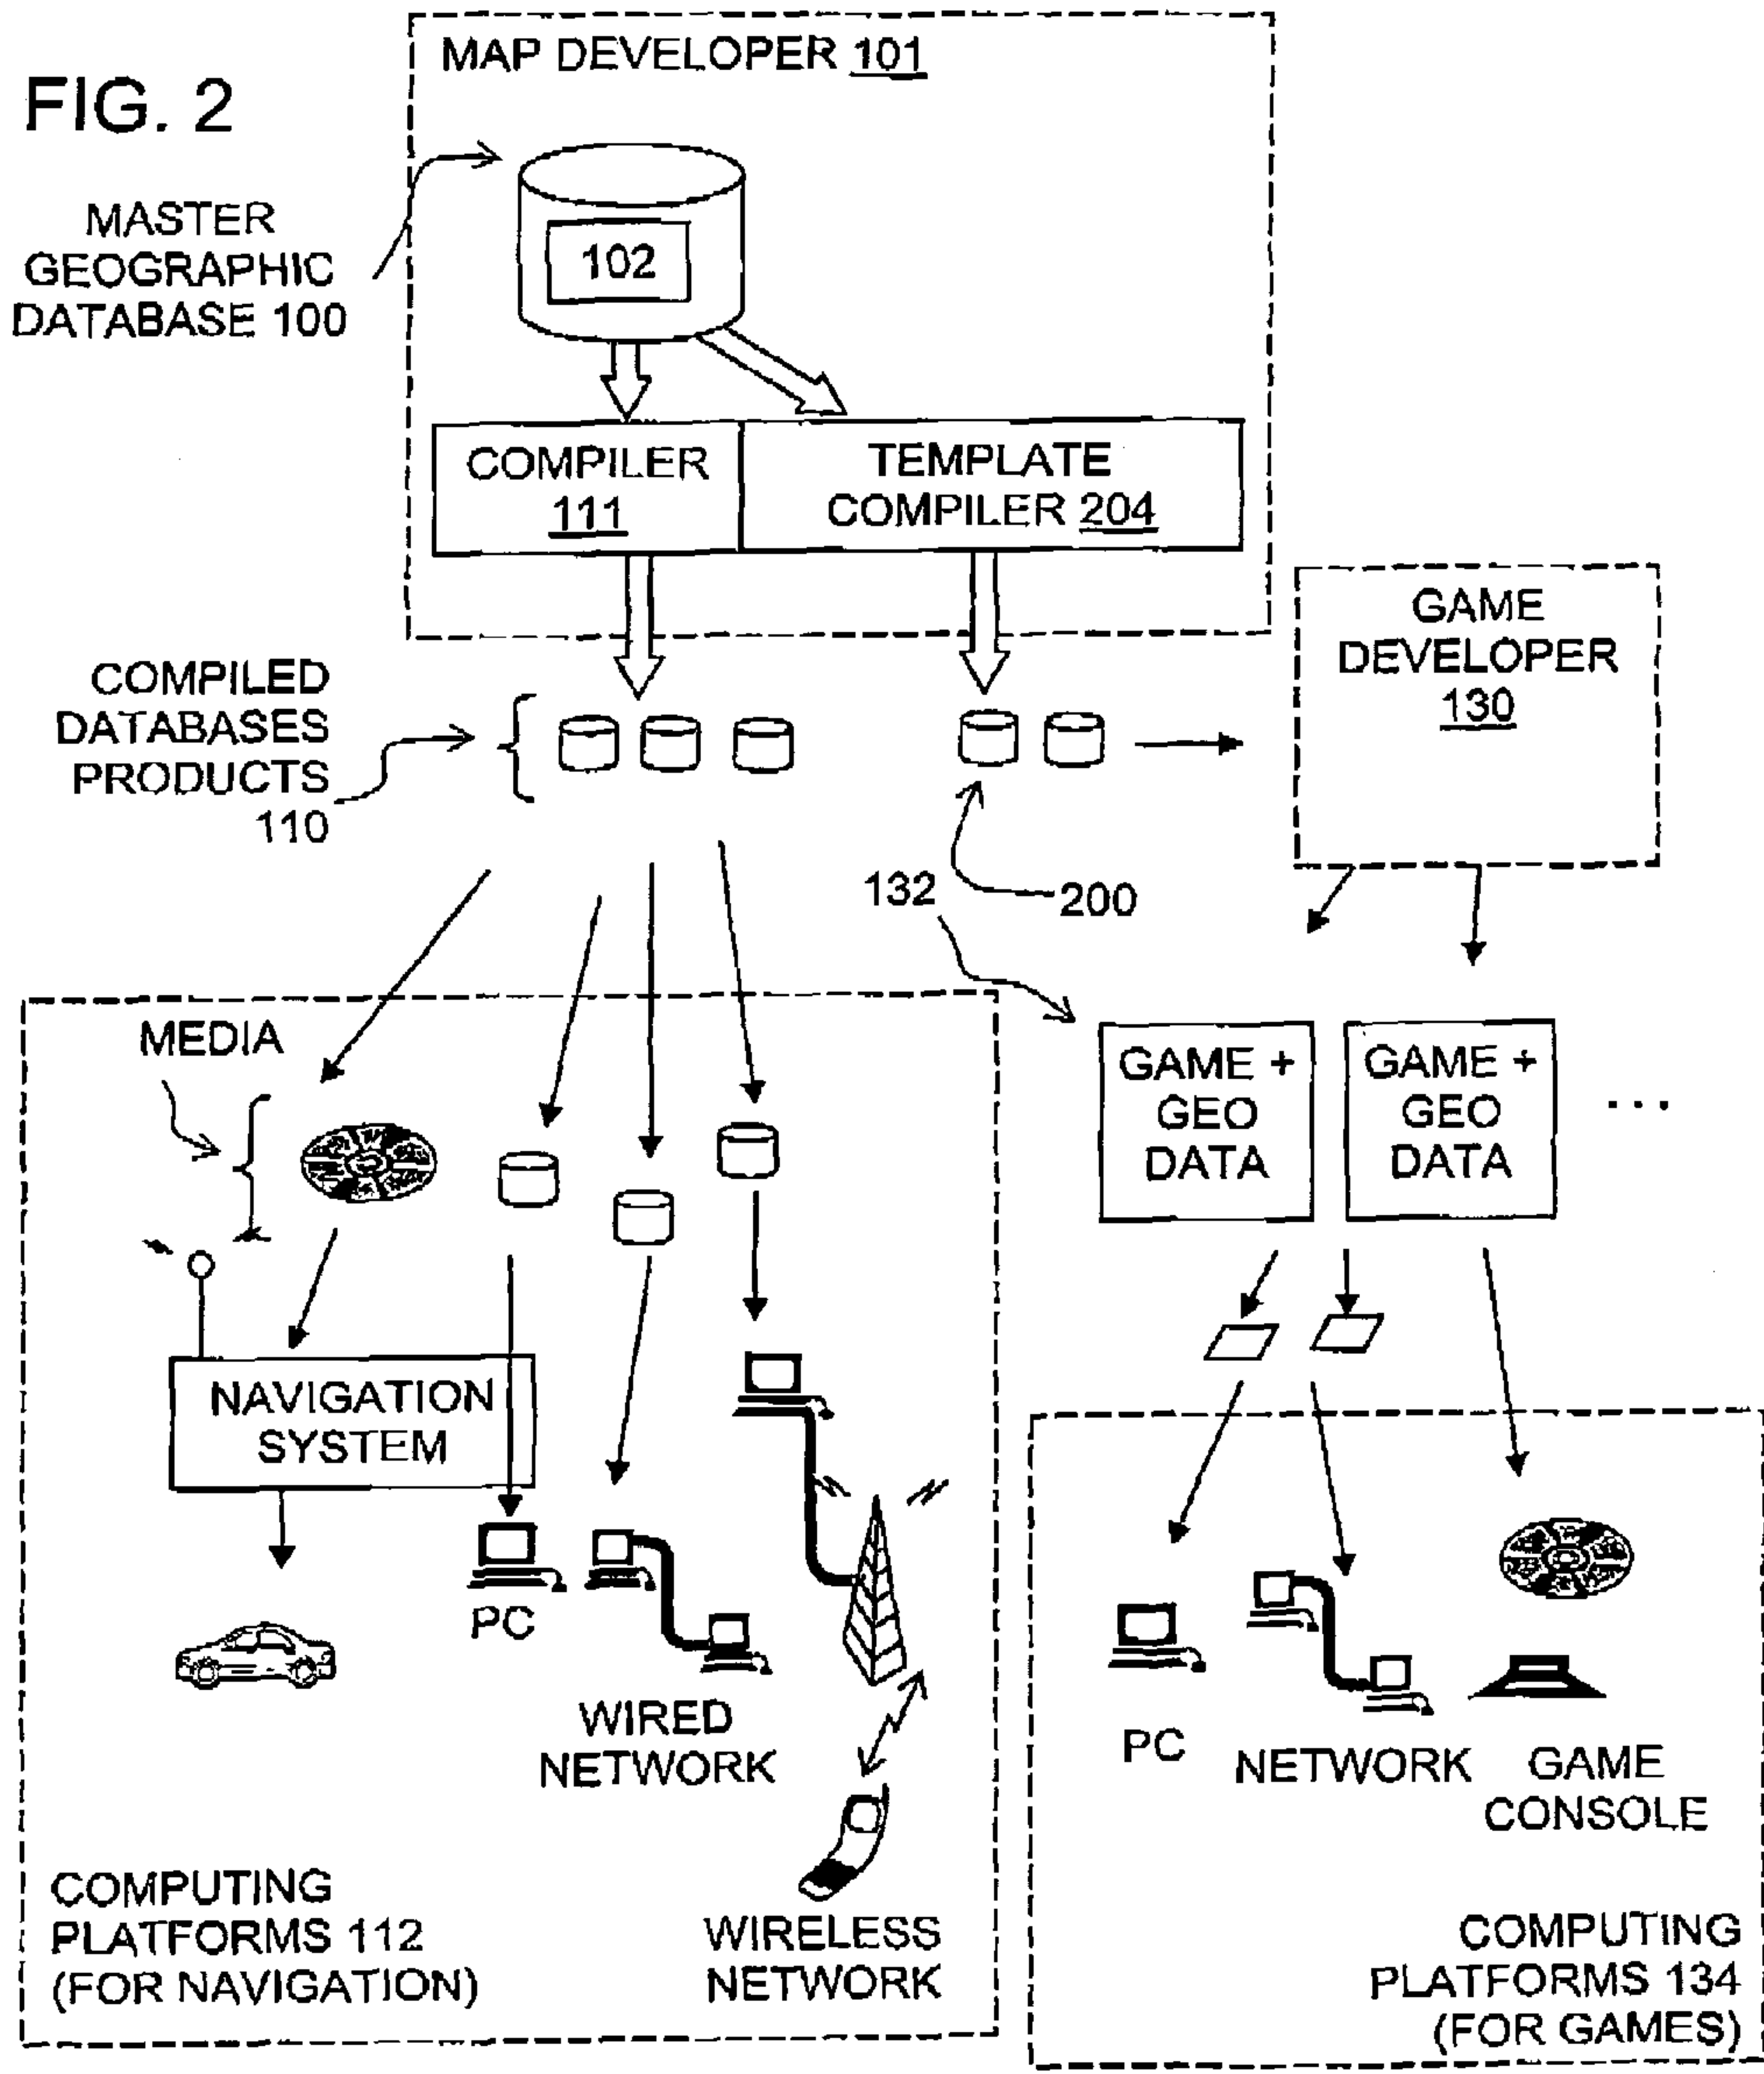 FIG. 2
MAP DEVELOPER 101
MASTER
GEOGRAPHIC
DATABASE 100
102
COMPILER
111
TEMPLATE
COMPILER 204
GAME
DEVELOPER
130
COMPILED
DATABASES
PRODUCTS
110
132
200
MEDIA
GAME +
GEO
DATA
GAME +
GEO
DATA
...
NAVIGATION
SYSTEM
PC
WIRED
NETWORK
WIRELESS
NETWORK
COMPUTING
PLATFORMS 112
(FOR NAVIGATION)
PC
NETWORK
GAME
CONSOLE
COMPUTING
PLATFORMS 134
(FOR GAMES)